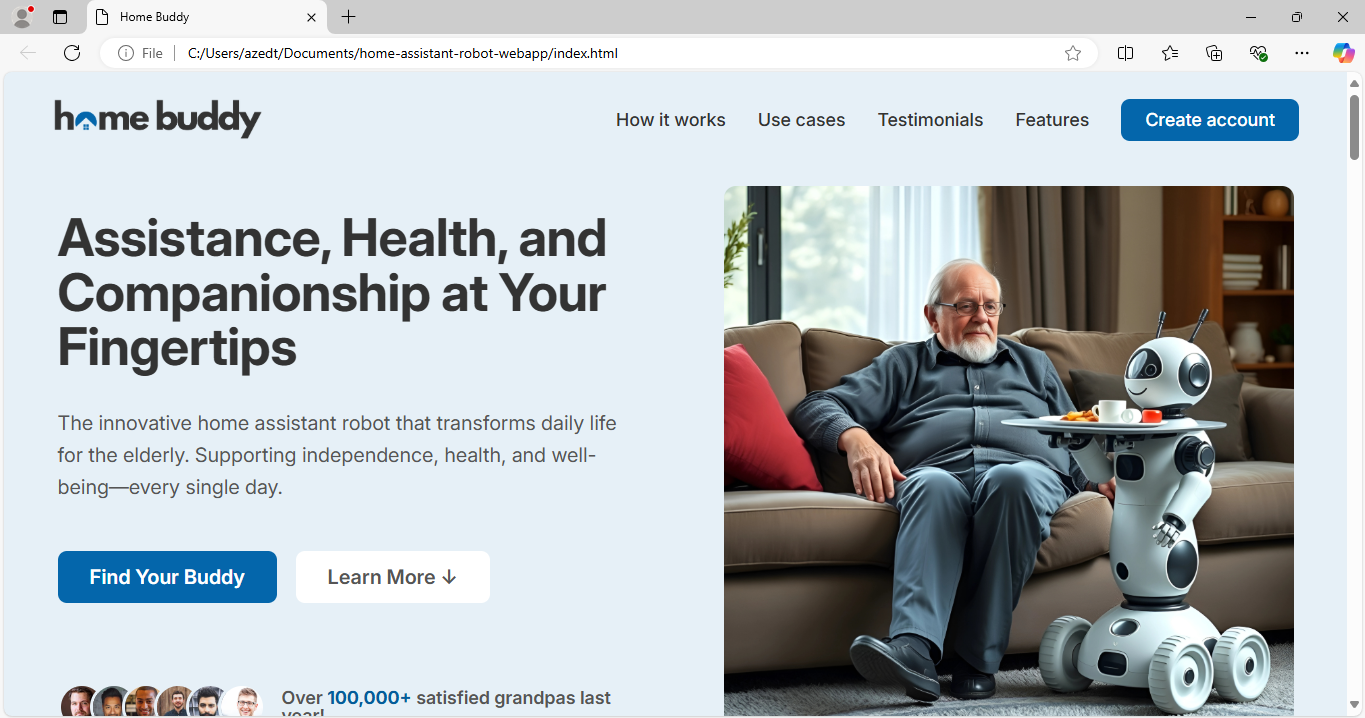 Home Buddy
File
C:/Users/azedt/Documents/home-assistant-robot-webapp/index.html
home buddy
How it works
Use cases
Testimonials
Features
Create account
Assistance, Health, and
Companionship at Your
Fingertips
The innovative home assistant robot that transforms daily life
for the elderly. Supporting independence, health, and well-
being—every single day.
Find Your Buddy
Learn More ↓
Over 100,000+ satisfied grandpas last
year!